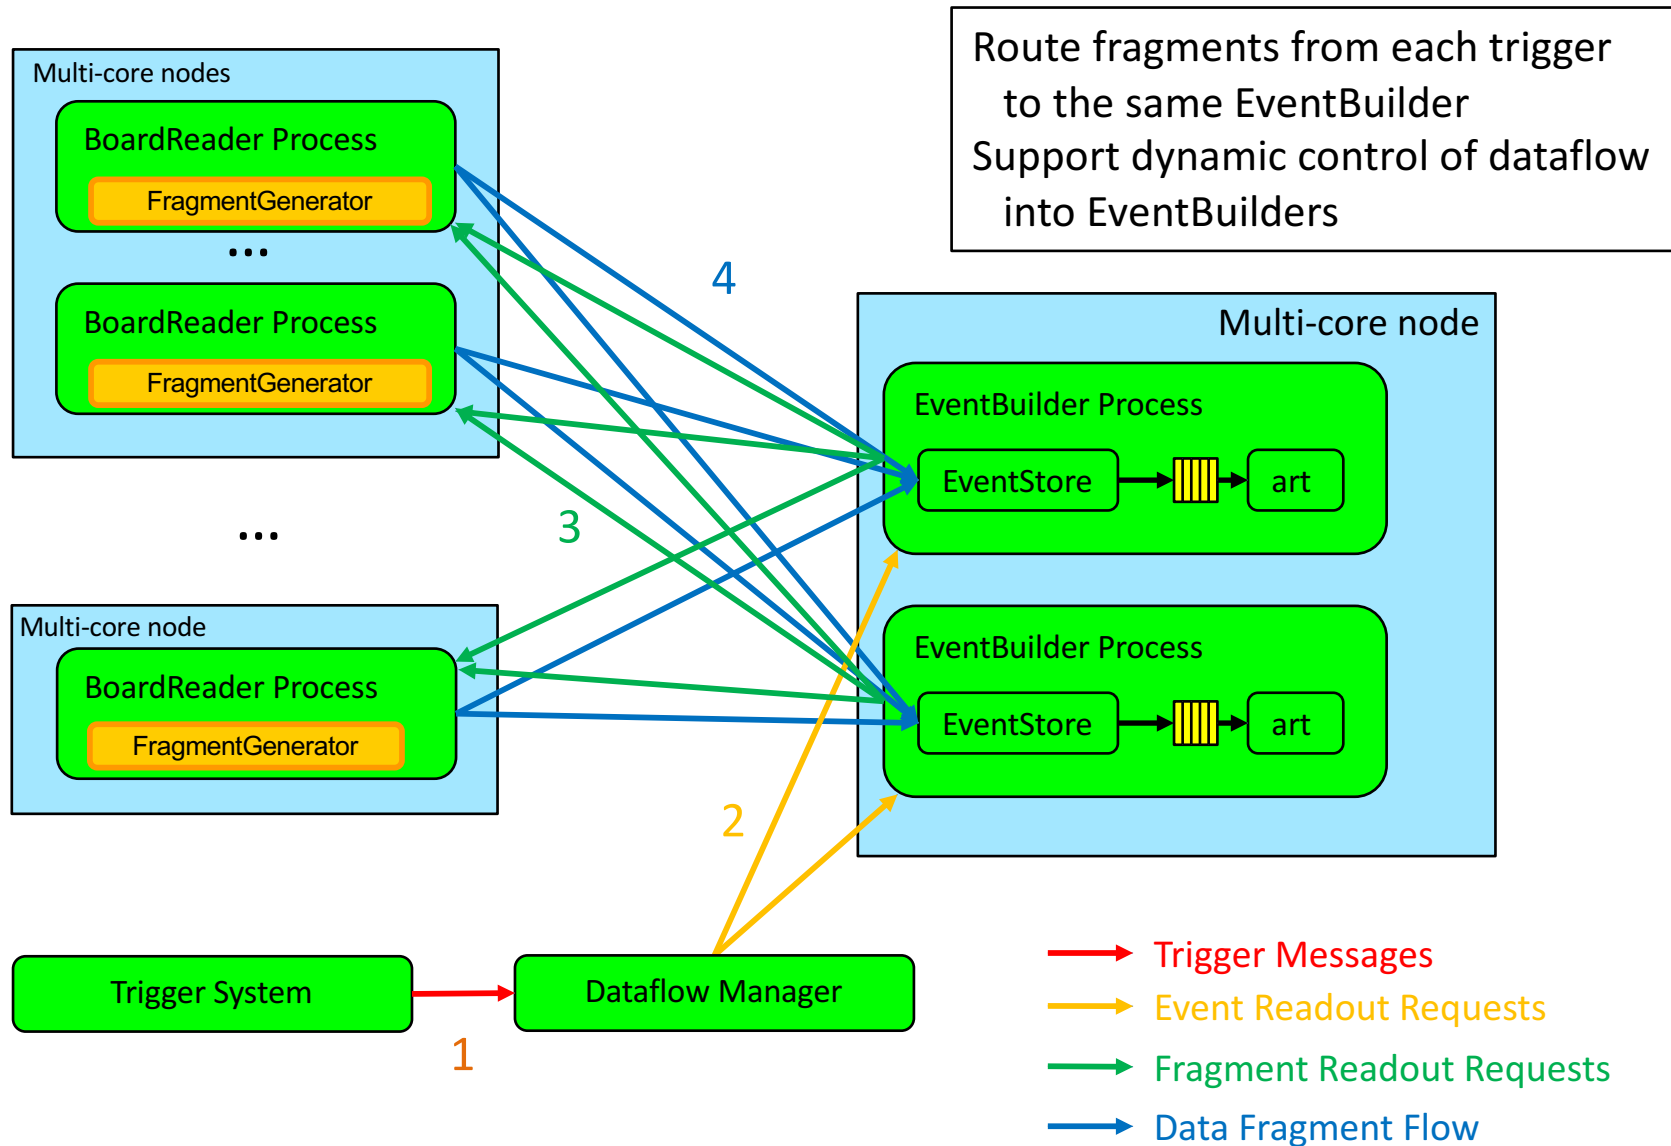 Route fragments from each trigger
to the same EventBuilder
Support dynamic control of dataflow
into EventBuilders
Multi-core nodes
BoardReader Process
FragmentGenerator
...
BoardReader Process
FragmentGenerator
...
Multi-core node
BoardReader Process
FragmentGenerator
4
3
2
Multi-core node
EventBuilder Process
EventStore
art
EventBuilder Process
EventStore
art
Trigger System
1
Dataflow Manager
Trigger Messages
Event Readout Requests
Fragment Readout Requests
Data Fragment Flow